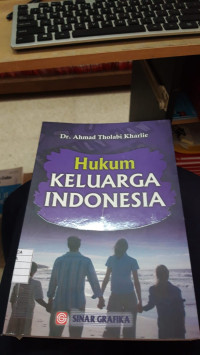 Dr. Ahmad Tholabi Kharlie
Hukum
KELUARGA
INDONESIA
SINAR GRAFIKA